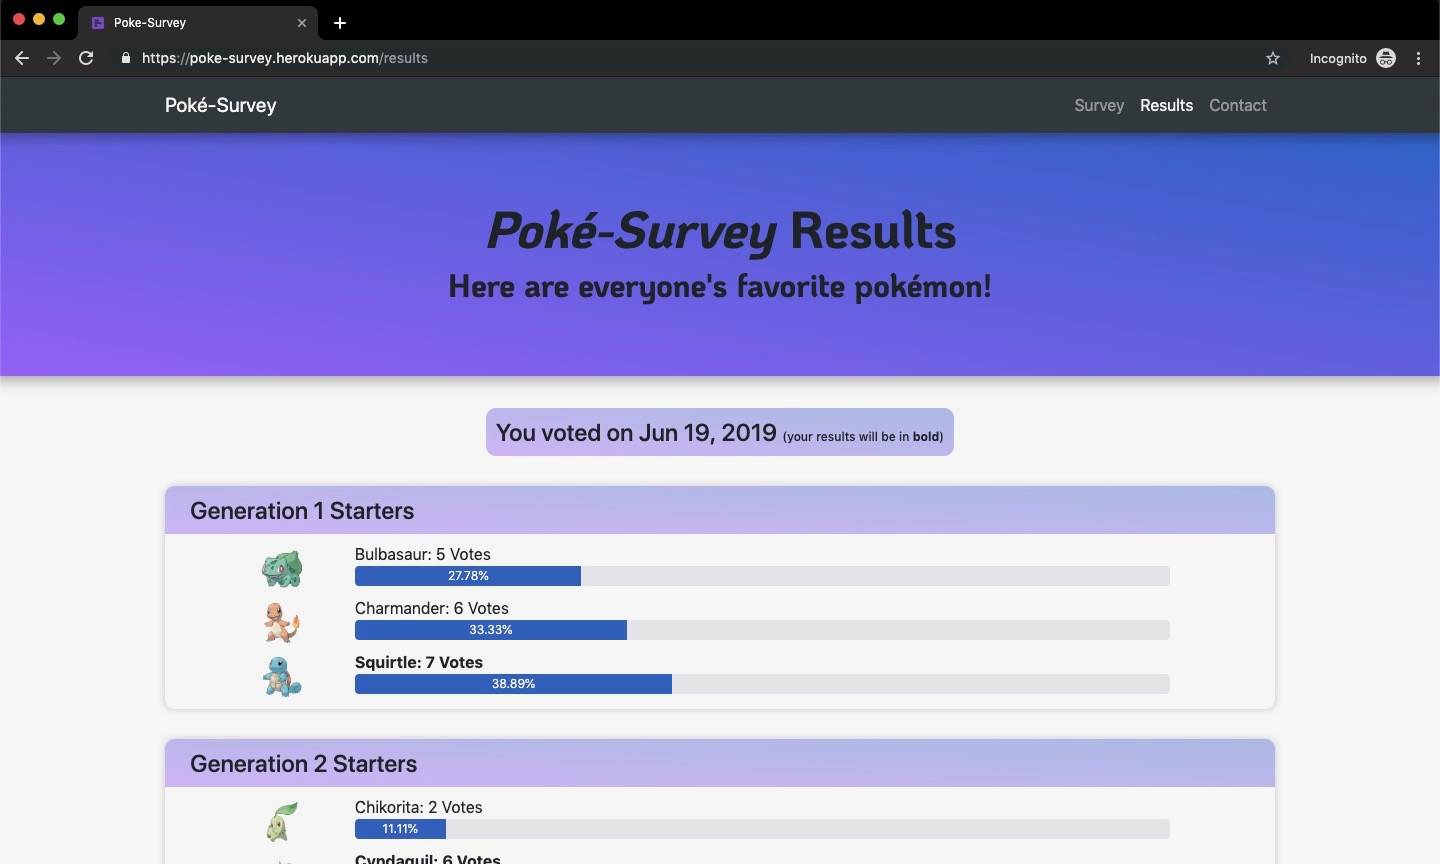 Poke-Survey
https://poke-survey.herokuapp.com/results
Incognito
Poké-Survey
Survey Results Contact
Poké-Survey Results
Here are everyone's favorite pokémon!
You voted on Jun 19, 2019 (your results will be in bold)
Generation 1 Starters
Bulbasaur: 5 Votes
27.78%
Charmander: 6 Votes
33.33%
Squirtle: 7 Votes
38.89%
Generation 2 Starters
Chikorita: 2 Votes
11.11%
Cyndaquil: 6 Votes